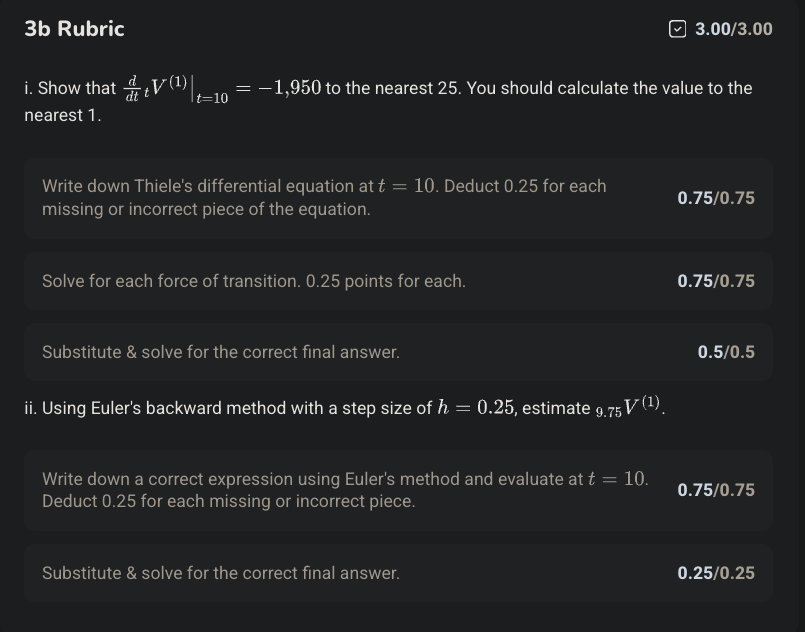 3b Rubric
3.00/3.00
i. Show that d/dt ₜV⁽¹⁾|ₜ₌₁₀ = −1,950 to the nearest 25. You should calculate the value to the
nearest 1.
Write down Thiele's differential equation at t = 10. Deduct 0.25 for each
missing or incorrect piece of the equation.
0.75/0.75
Solve for each force of transition. 0.25 points for each.
0.75/0.75
Substitute & solve for the correct final answer.
0.5/0.5
ii. Using Euler's backward method with a step size of h = 0.25, estimate ₉.₇₅V⁽¹⁾.
Write down a correct expression using Euler's method and evaluate at t = 10.
Deduct 0.25 for each missing or incorrect piece.
0.75/0.75
Substitute & solve for the correct final answer.
0.25/0.25